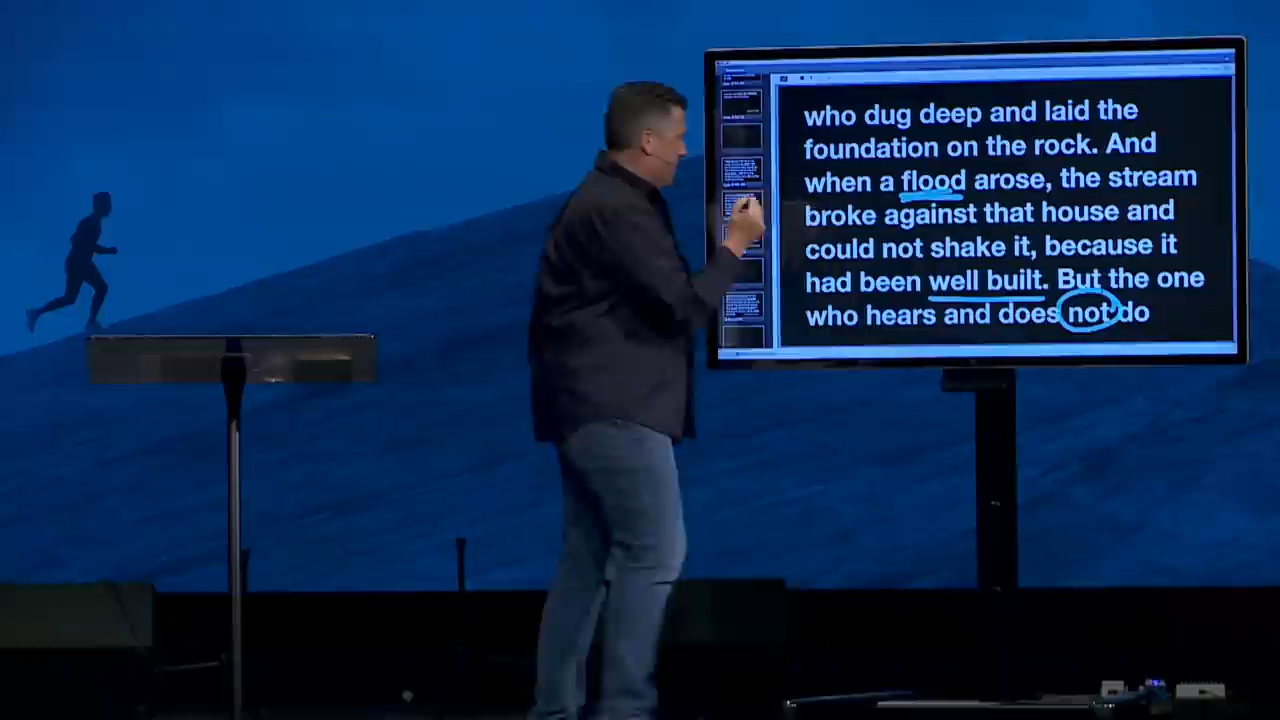 who dug deep and laid the
foundation on the rock. And
when a flood arose, the stream
broke against that house and
could not shake it, because it
had been well built. But the one
who hears and does not do